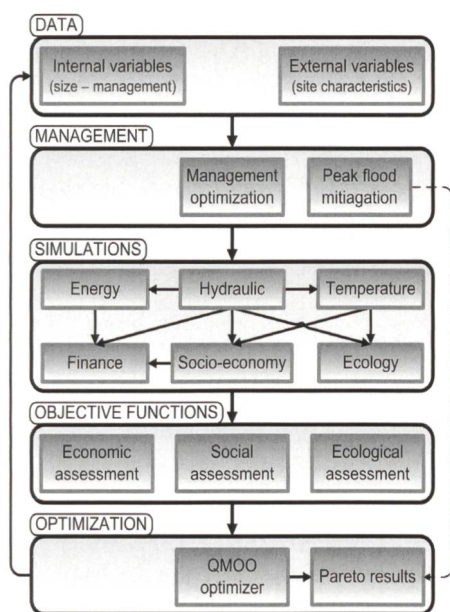 DATA
Internal variables
(size – management)
External variables
(site characteristics)
MANAGEMENT
Management
optimization
Peak flood
mitiagation
SIMULATIONS
Energy
Hydraulic
Temperature
Finance
Socio-economy
Ecology
OBJECTIVE FUNCTIONS
Economic
assessment
Social
assessment
Ecological
assessment
OPTIMIZATION
QMOO
optimizer
Pareto results